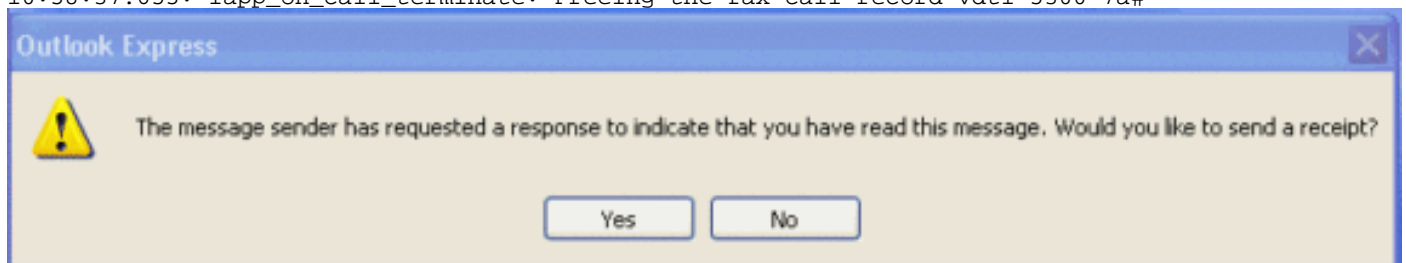 Outlook Express
The message sender has requested a response to indicate that you have read this message. Would you like to send a receipt?
Yes No